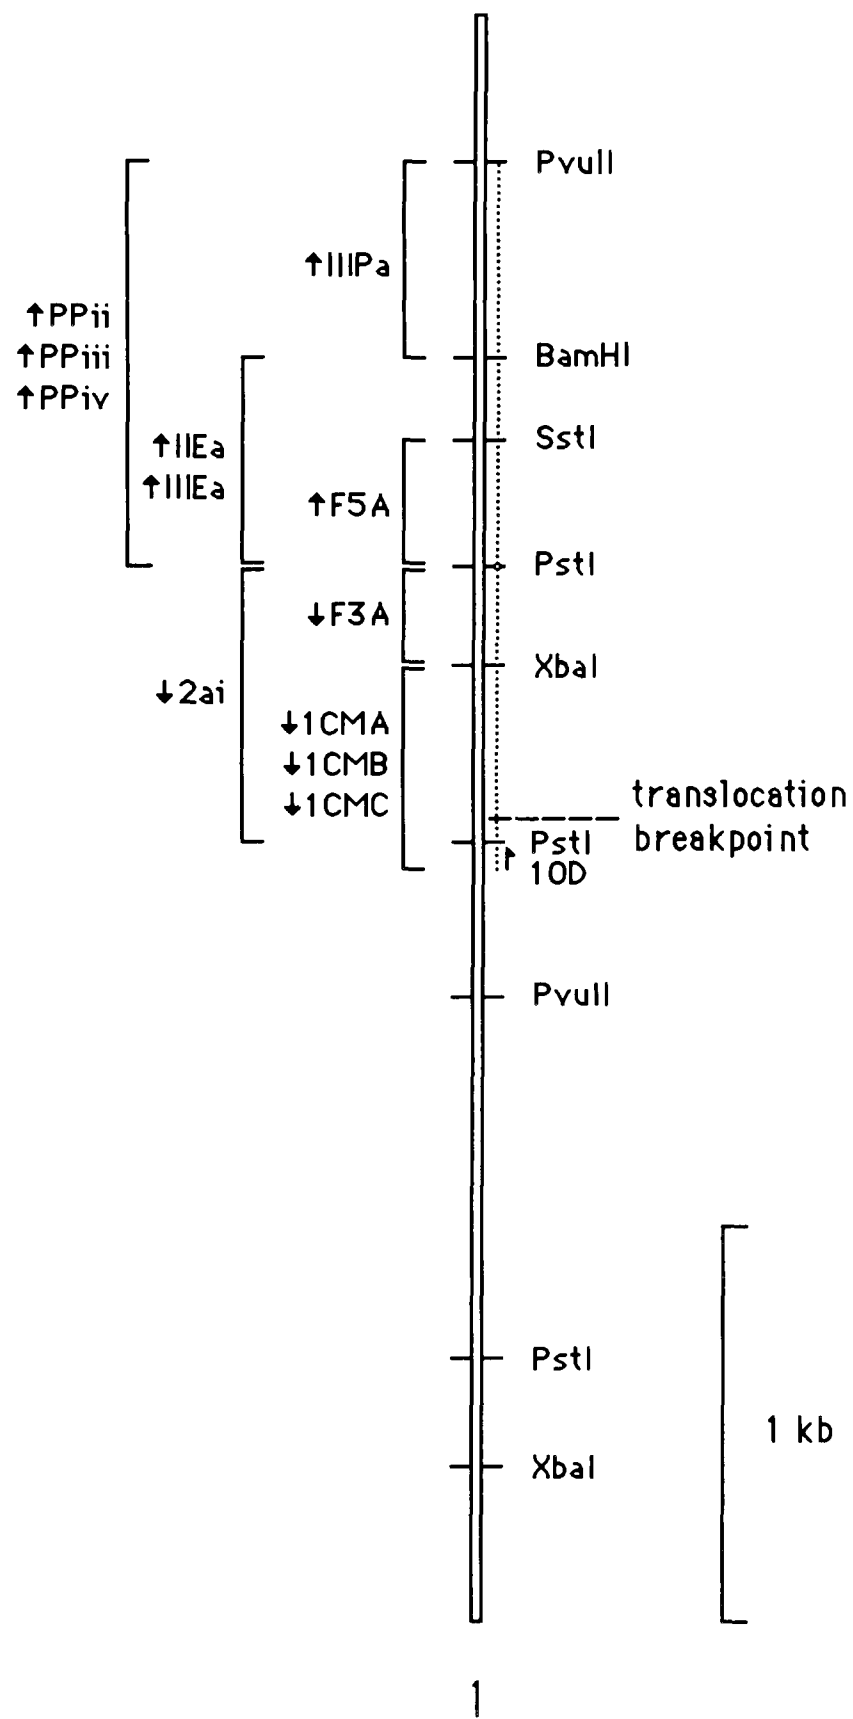 PvuII
↑IIIPa
↑PPii
↑PPiii
↑PPiv
BamHI
SstI
↑IIEa
↑IIIEa
↑F5A
PstI
↓F3A
XbaI
↓2ai
↓1CMA
↓1CMB
↓1CMC
translocation
breakpoint
PstI
↾10D
PvuII
PstI
1 kb
XbaI
1